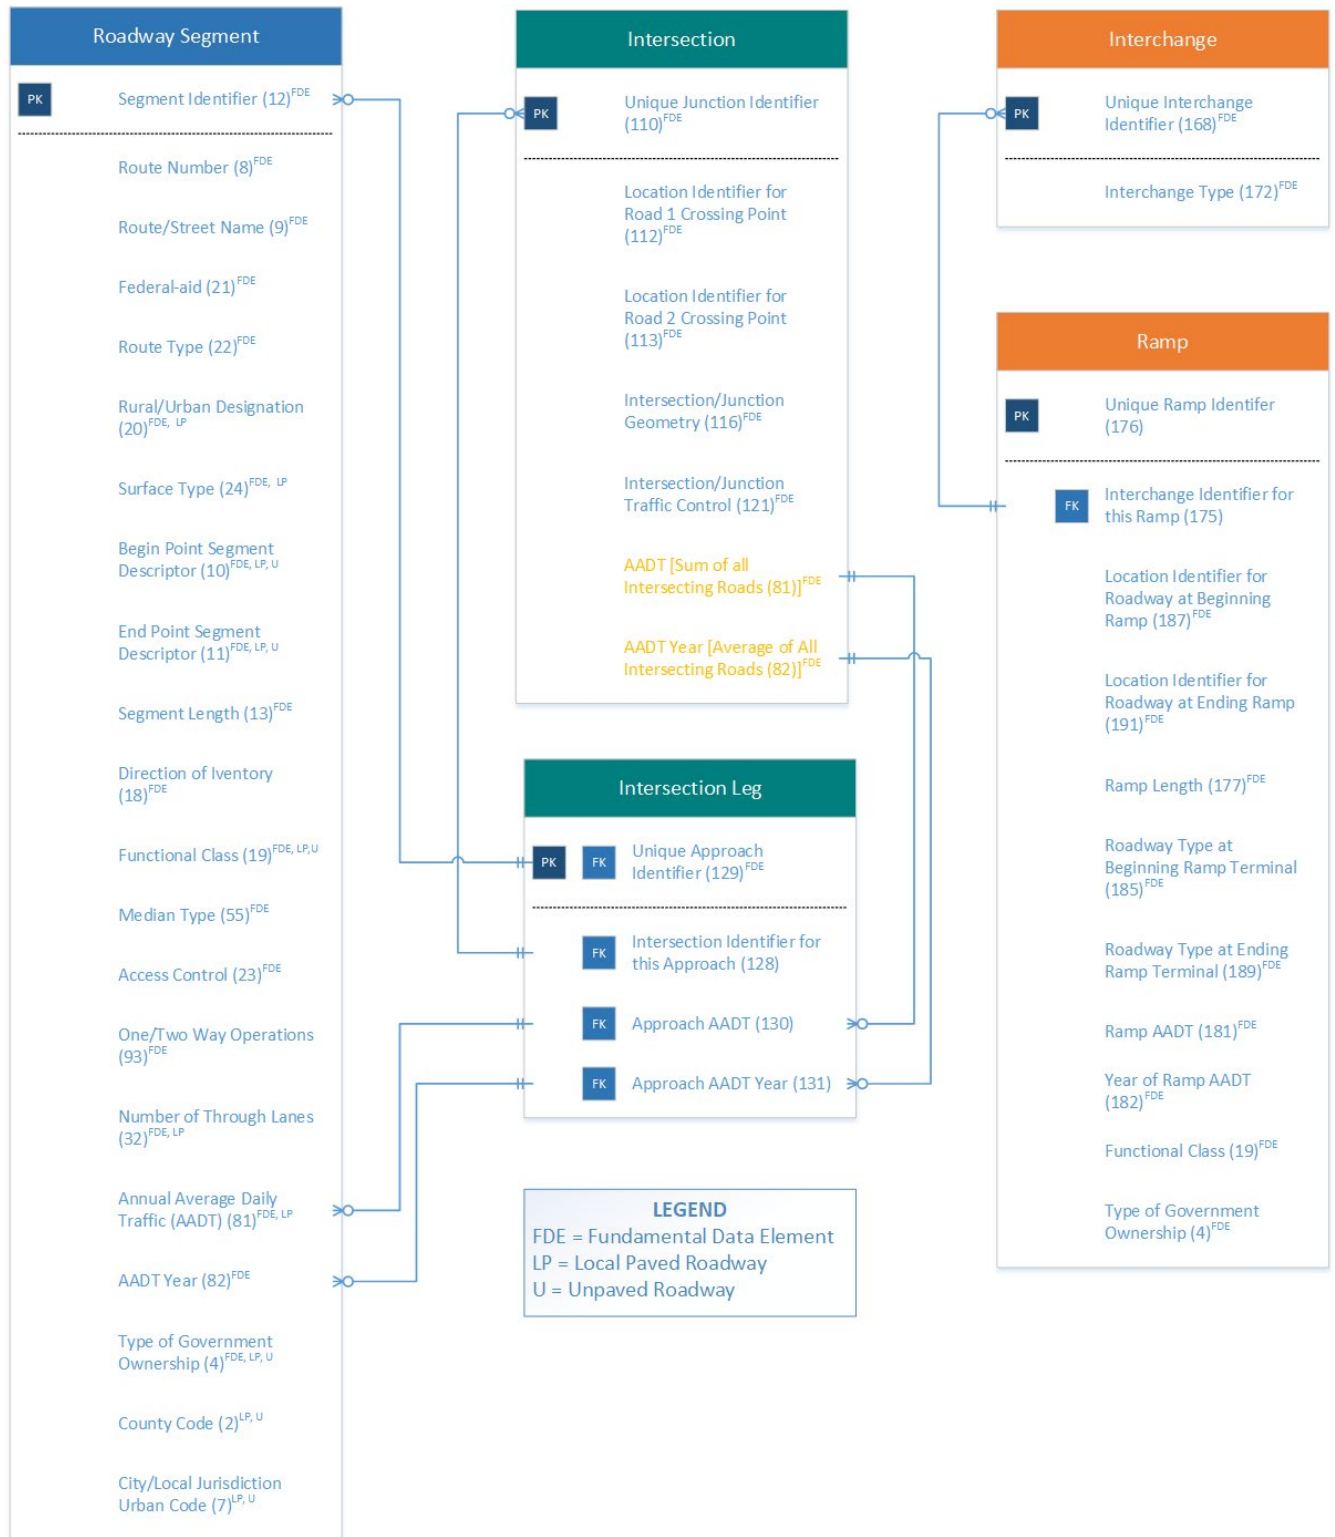 Roadway Segment
PK
Segment Identifier (12)FDE
Route Number (8)FDE
Route/Street Name (9)FDE
Federal-aid (21)FDE
Route Type (22)FDE
Rural/Urban Designation
(20)FDE, LP
Surface Type (24)FDE, LP
Begin Point Segment
Descriptor (10)FDE, LP, U
End Point Segment
Descriptor (11)FDE, LP, U
Segment Length (13)FDE
Direction of Iventory
(18)FDE
Functional Class (19)FDE, LP,U
Median Type (55)FDE
Access Control (23)FDE
One/Two Way Operations
(93)FDE
Number of Through Lanes
(32)FDE, LP
Annual Average Daily
Traffic (AADT) (81)FDE, LP
AADT Year (82)FDE
Type of Government
Ownership (4)FDE, LP, U
County Code (2)LP, U
City/Local Jurisdiction
Urban Code (7)LP, U
Intersection
PK
Unique Junction Identifier
(110)FDE
Location Identifier for
Road 1 Crossing Point
(112)FDE
Location Identifier for
Road 2 Crossing Point
(113)FDE
Intersection/Junction
Geometry (116)FDE
Intersection/Junction
Traffic Control (121)FDE
AADT [Sum of all
Intersecting Roads (81)]FDE
AADT Year [Average of All
Intersecting Roads (82)]FDE
Intersection Leg
PK FK
Unique Approach
Identifier (129)FDE
FK
Intersection Identifier for
this Approach (128)
FK
Approach AADT (130)
FK
Approach AADT Year (131)
LEGEND
FDE = Fundamental Data Element
LP = Local Paved Roadway
U = Unpaved Roadway
Interchange
PK
Unique Interchange
Identifier (168)FDE
Interchange Type (172)FDE
Ramp
PK
Unique Ramp Identifer
(176)
FK
Interchange Identifier for
this Ramp (175)
Location Identifier for
Roadway at Beginning
Ramp (187)FDE
Location Identifier for
Roadway at Ending Ramp
(191)FDE
Ramp Length (177)FDE
Roadway Type at
Beginning Ramp Terminal
(185)FDE
Roadway Type at Ending
Ramp Terminal (189)FDE
Ramp AADT (181)FDE
Year of Ramp AADT
(182)FDE
Functional Class (19)FDE
Type of Government
Ownership (4)FDE